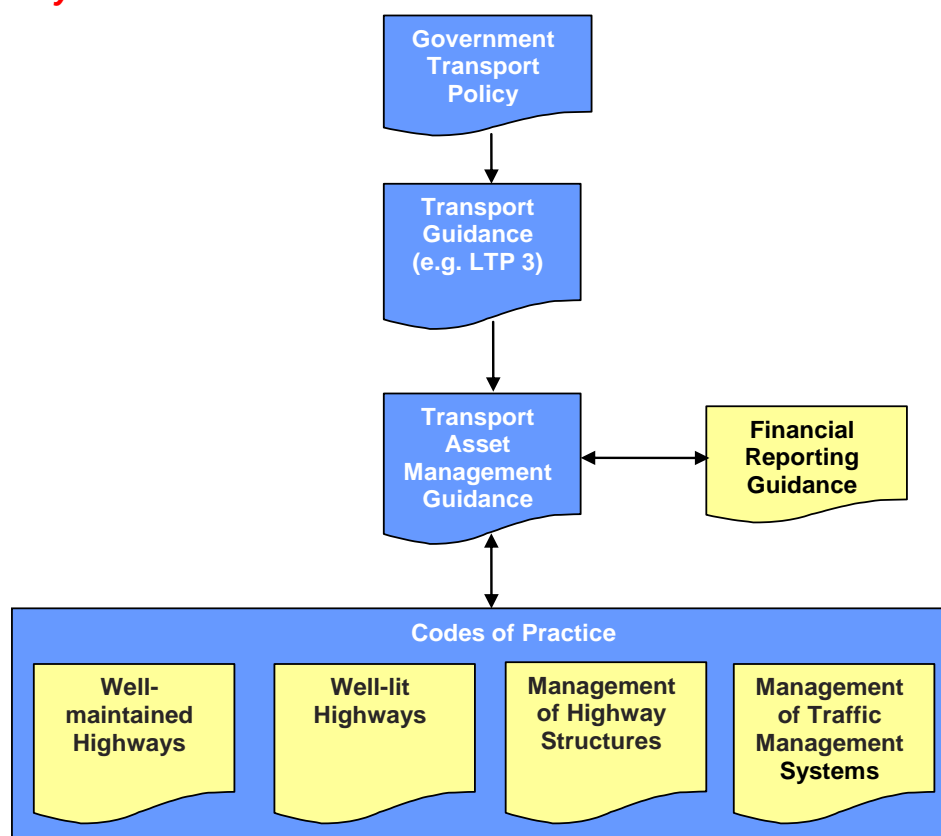 Government
Transport
Policy
Transport
Guidance
(e.g. LTP 3)
Transport
Asset
Management
Guidance
Financial
Reporting
Guidance
Codes of Practice
Well-
maintained
Highways
Well-lit
Highways
Management
of Highway
Structures
Management
of Traffic
Management
Systems